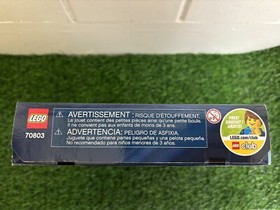 LEGO
70803
AVERTISSEMENT : RISQUE D'ÉTOUFFEMENT.
Le jouet contient des petites pièces ainsi qu'une petite boule.
Il ne convient pas aux enfants de moins de 3 ans.
ADVERTENCIA: PELIGRO DE ASFIXIA.
Juguete que contiene partes pequeñas y una pelota pequeña.
No recomendado para niños menores de 3 años.
FREE!
LEGO.com/club
LEGO club